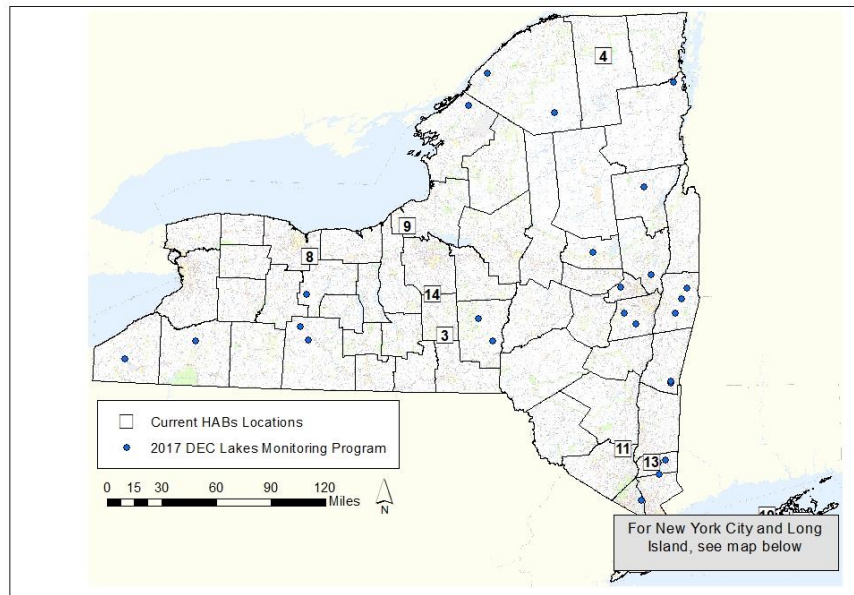 4
9
8
14
3
11
13
Current HABs Locations
2017 DEC Lakes Monitoring Program
0 15 30 60 90 120
Miles
N
For New York City and Long
Island, see map below